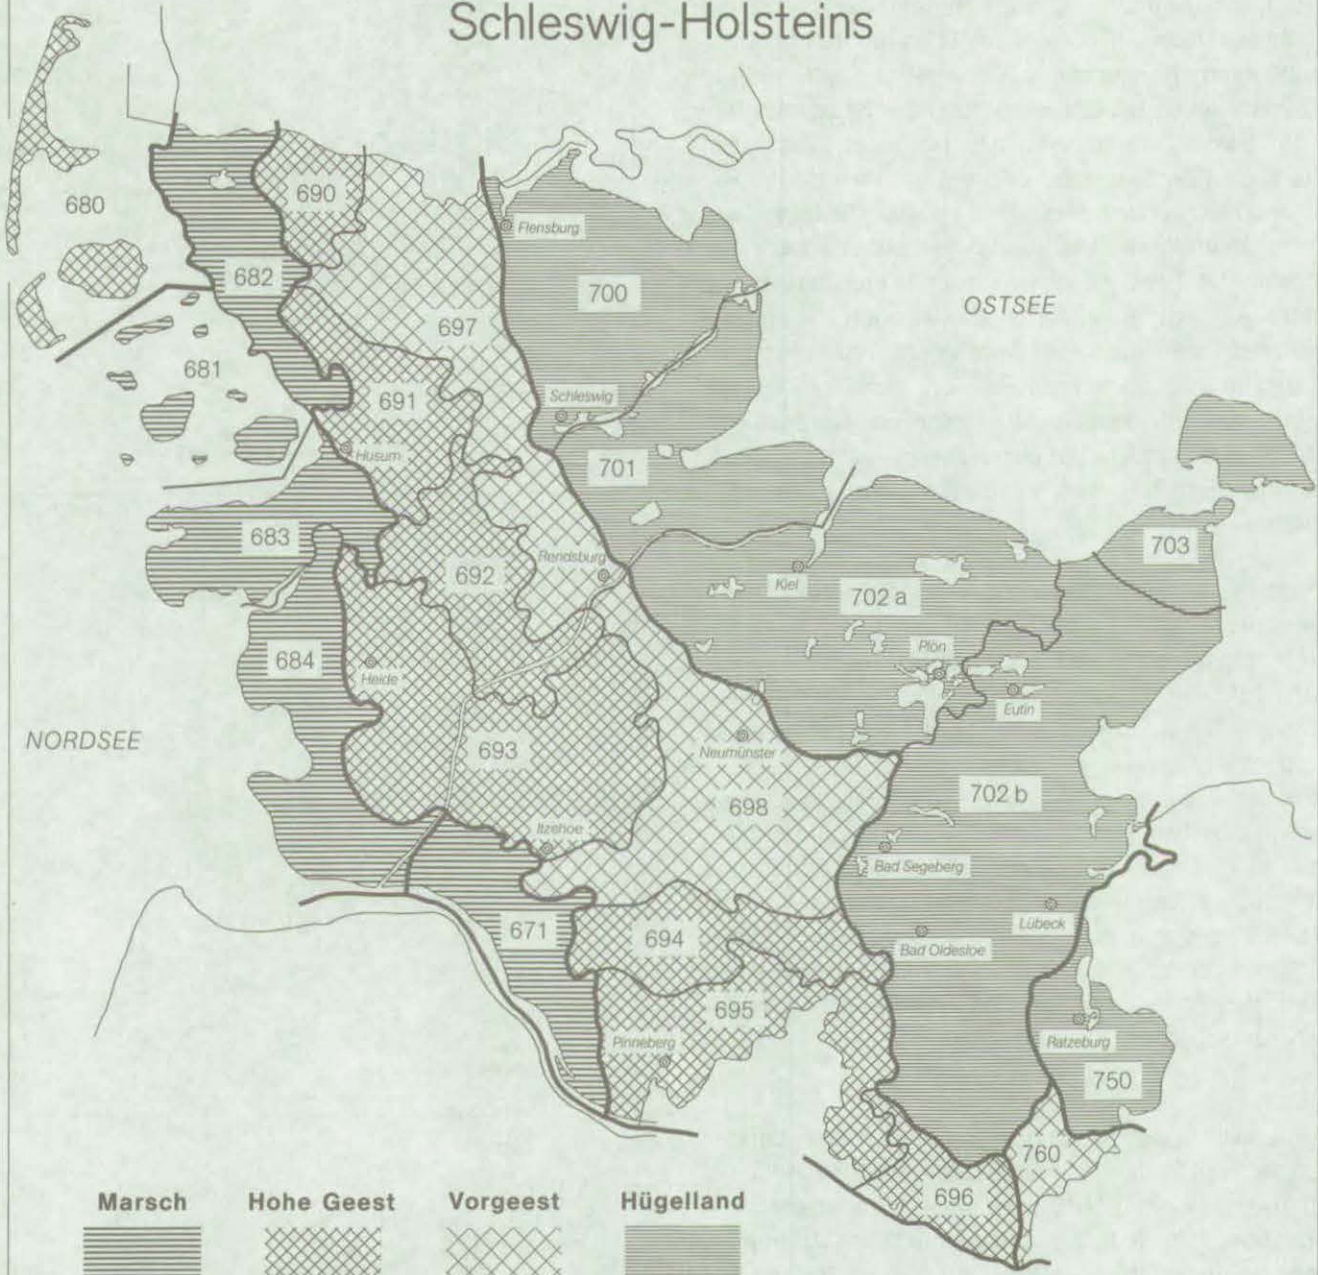 Schleswig-Holsteins
680
690
682
Flensburg
700
OSTSEE
697
681
691
Schleswig
Husum
701
683
692
Rendsburg
Kiel
702 a
703
684
Heide
Plön
Eutin
NORDSEE
693
Neumünster
698
702 b
Itzehoe
Bad Segeberg
671
694
Lübeck
Bad Oldesloe
695
Pinneberg
Ratzeburg
750
760
696
Marsch
Hohe Geest
Vorgeest
Hügelland